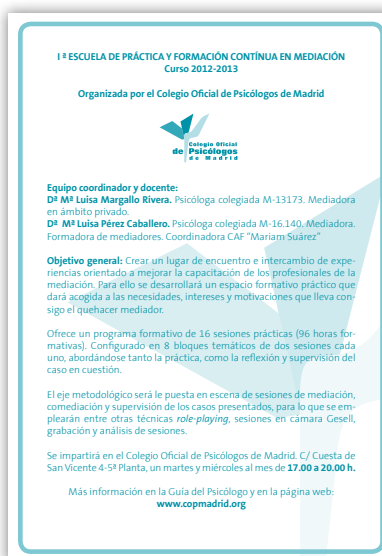 I ª ESCUELA DE PRÁCTICA Y FORMACIÓN CONTÍNUA EN MEDIACIÓN
Curso 2012-2013
Organizada por el Colegio Oficial de Psicólogos de Madrid
Colegio Oficial
de Psicólogos
de Madrid
Equipo coordinador y docente:
Dª Mª Luisa Margallo Rivera. Psicóloga colegiada M-13173. Mediadora
en ámbito privado.
Dª Mª Luisa Pérez Caballero. Psicóloga colegiada M-16.140. Mediadora.
Formadora de mediadores. Coordinadora CAF "Mariam Suárez"
Objetivo general: Crear un lugar de encuentro e intercambio de expe-
riencias orientado a mejorar la capacitación de los profesionales de la
mediación. Para ello se desarrollará un espacio formativo práctico que
dará acogida a las necesidades, intereses y motivaciones que lleva con-
sigo el quehacer mediador.
Ofrece un programa formativo de 16 sesiones prácticas (96 horas for-
mativas). Configurado en 8 bloques temáticos de dos sesiones cada
uno, abordándose tanto la práctica, como la reflexión y supervisión del
caso en cuestión.
El eje metodológico será le puesta en escena de sesiones de mediación,
comediación y supervisión de los casos presentados, para lo que se em-
plearán entre otras técnicas role-playing, sesiones en cámara Gesell,
grabación y análisis de sesiones.
Se impartirá en el Colegio Oficial de Psicólogos de Madrid. C/ Cuesta de
San Vicente 4-5ª Planta, un martes y miércoles al mes de 17.00 a 20.00 h.
Más información en la Guía del Psicólogo y en la página web:
www.copmadrid.org